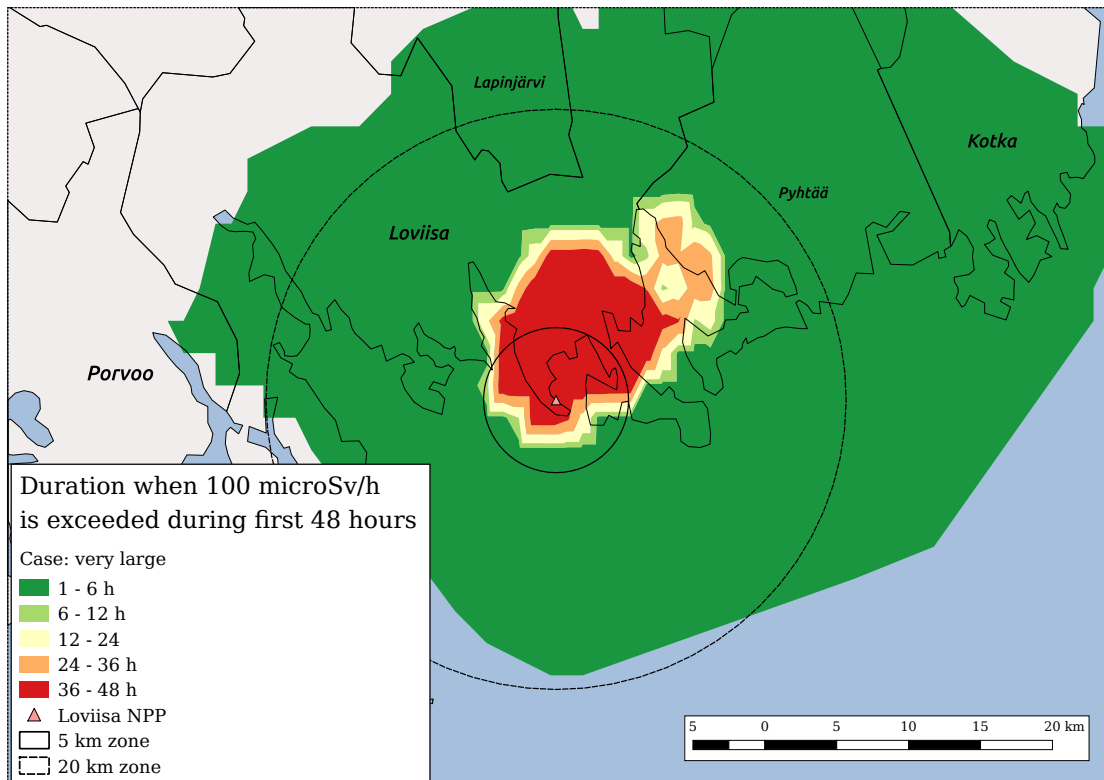 Lapinjärvi
Kotka
Pyhtää
Loviisa
Porvoo
Duration when 100 microSv/h
is exceeded during first 48 hours
Case: very large
1 - 6 h
6 - 12 h
12 - 24
24 - 36 h
36 - 48 h
Loviisa NPP
5 km zone
20 km zone
5 0 5 10 15 20 km